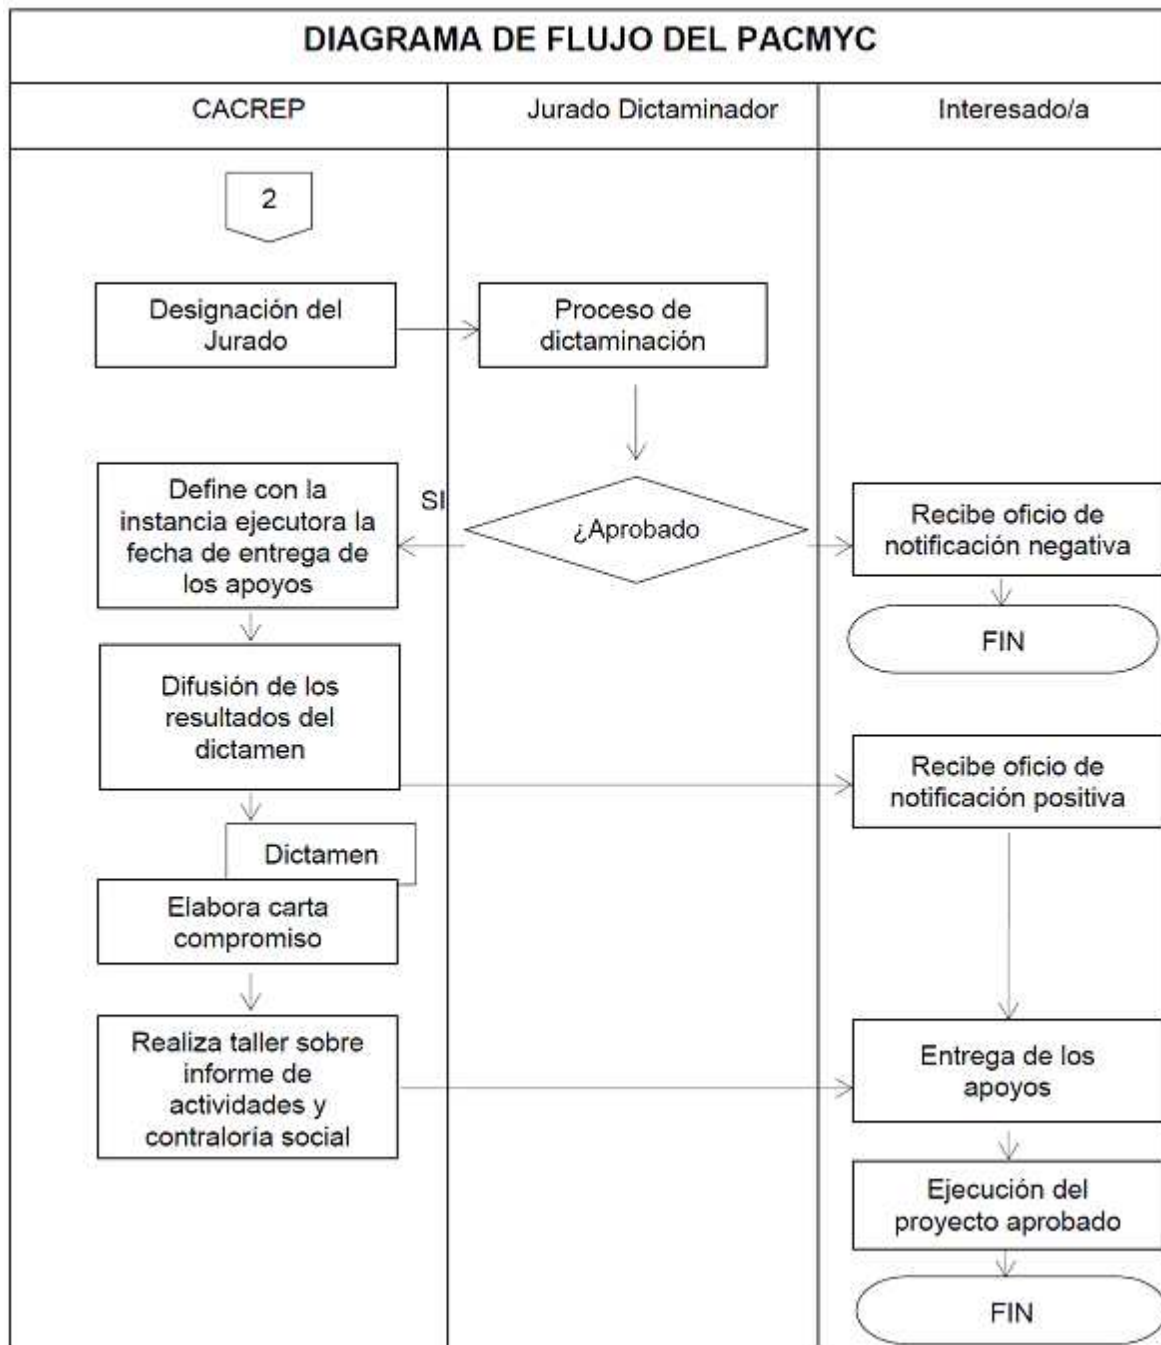 DIAGRAMA DE FLUJO DEL PACMYC
CACREP
Jurado Dictaminador
Interesado/a
2
Designación del
Jurado
Proceso de
dictaminación
Define con la
instancia ejecutora la
fecha de entrega de
los apoyos
SI
¿Aprobado
Recibe oficio de
notificación negativa
FIN
Difusión de los
resultados del
dictamen
Recibe oficio de
notificación positiva
Dictamen
Elabora carta
compromiso
Realiza taller sobre
informe de
actividades y
contraloría social
Entrega de los
apoyos
Ejecución del
proyecto aprobado
FIN